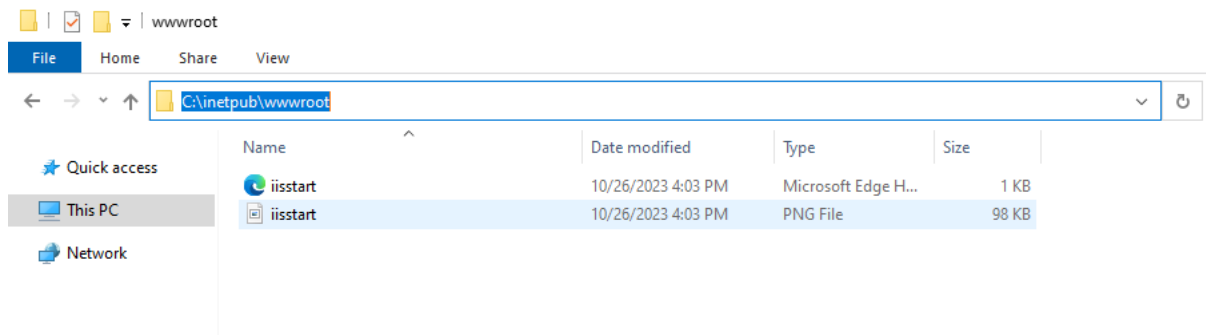 wwwroot
File Home Share View
C:\inetpub\wwwroot
Name Date modified Type Size
Quick access
iisstart 10/26/2023 4:03 PM Microsoft Edge H... 1 KB
This PC
iisstart 10/26/2023 4:03 PM PNG File 98 KB
Network